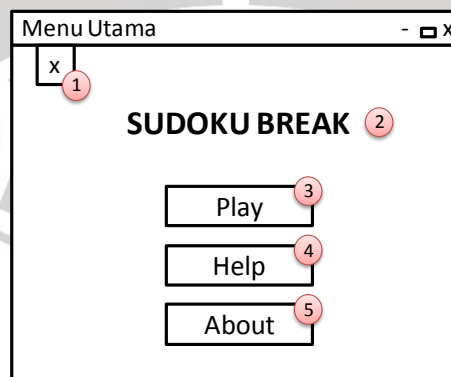 Menu Utama - x
x
1
SUDOKU BREAK 2
3
Play
4
Help
5
About